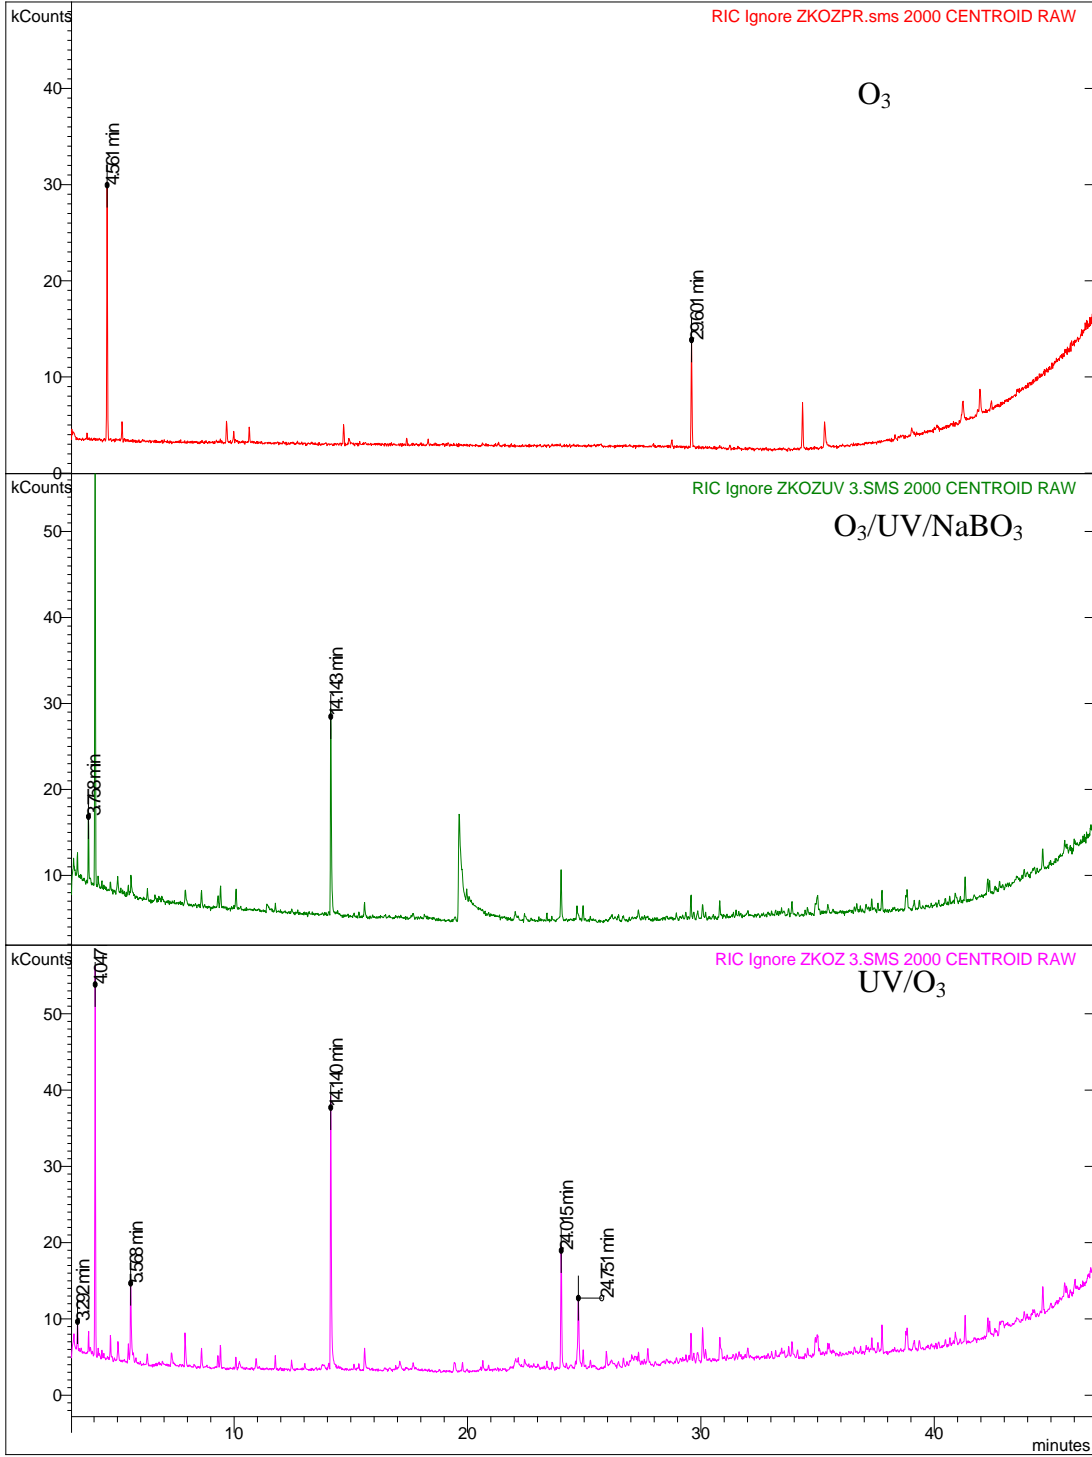 kCounts
RIC Ignore ZKOZPR.sms 2000 CENTROID RAW
O₃
40
30
20
10
0
4.561 min
29.601 min
kCounts
RIC Ignore ZKOZUV 3.SMS 2000 CENTROID RAW
O₃/UV/NaBO₃
50
40
30
20
10
3.758 min
14.143 min
kCounts
RIC Ignore ZKOZ 3.SMS 2000 CENTROID RAW
UV/O₃
50
40
30
20
10
0
3.292 min
4.047
5.568 min
14.140 min
24.015 min
24.751 min
10
20
30
40
minutes